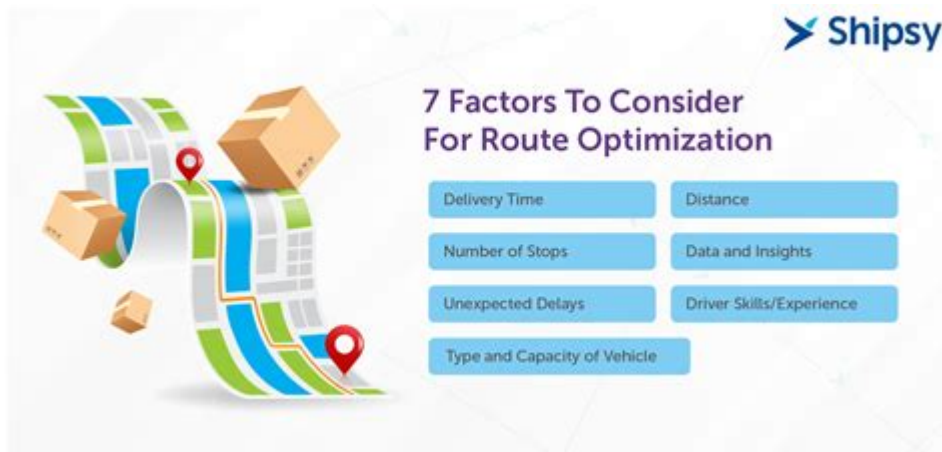 Shipsy
7 Factors To Consider
For Route Optimization
Delivery Time
Distance
Number of Stops
Data and Insights
Unexpected Delays
Driver Skills/Experience
Type and Capacity of Vehicle